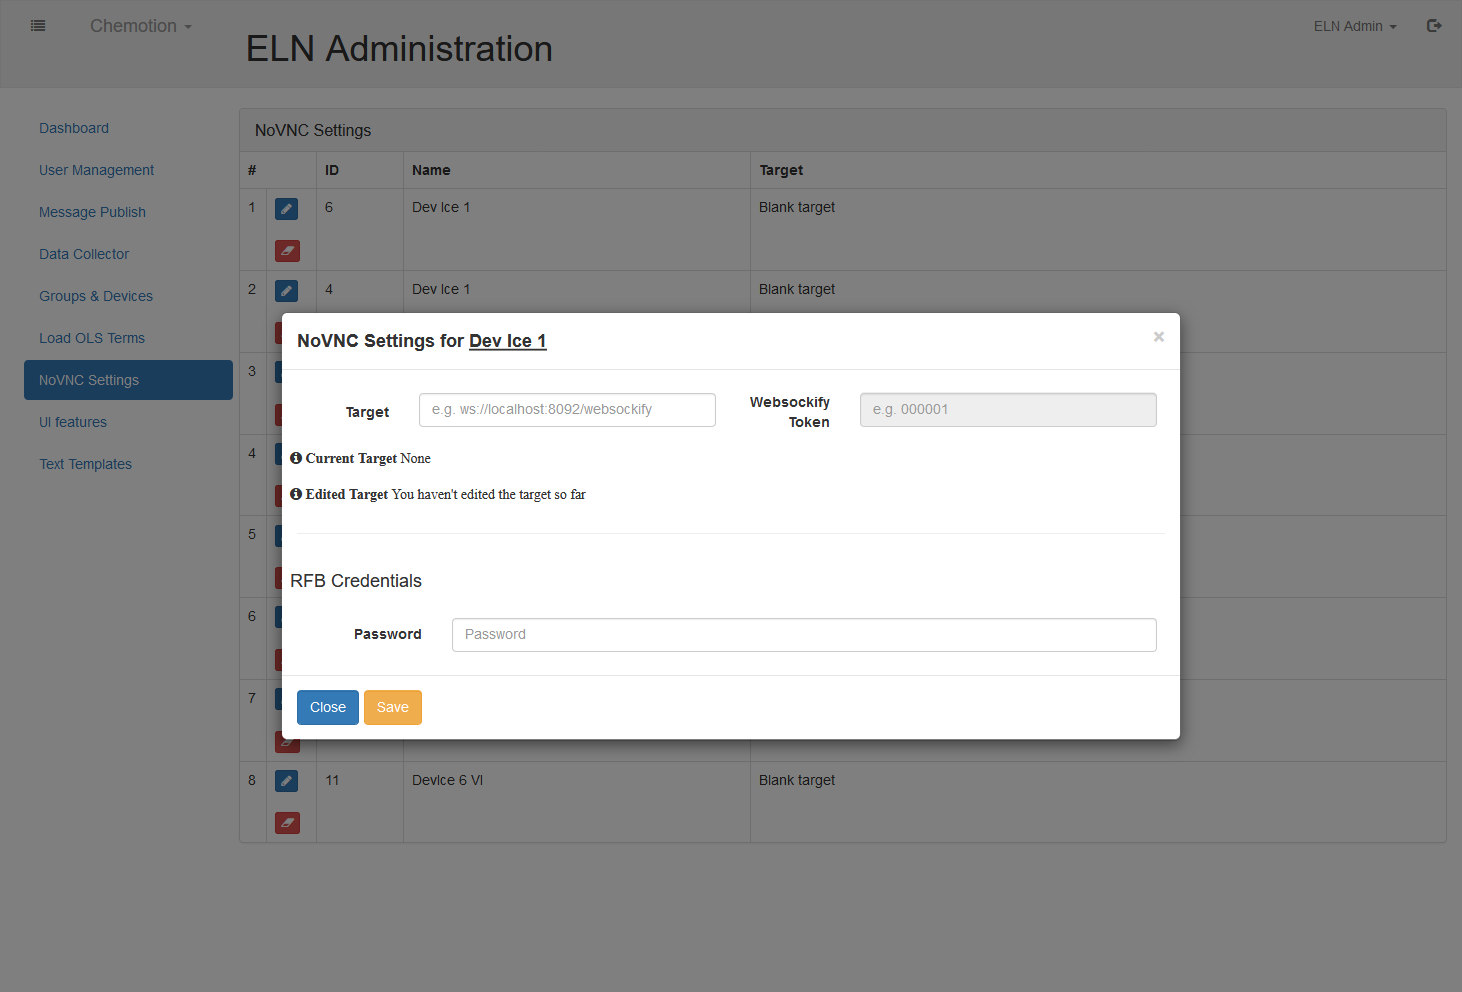 Chemotion
ELN Administration
ELN Admin
Dashboard
User Management
Message Publish
Data Collector
Groups & Devices
Load OLS Terms
NoVNC Settings
UI features
Text Templates
NoVNC Settings
# ID Name Target
1 6 Dev Ice 1 Blank target
2 4 Dev Ice 1 Blank target
3
4
5
6
7
8 11 Device 6 VI Blank target
NoVNC Settings for Dev Ice 1 ×
Target e.g. ws://localhost:8092/websockify
Websockify
Token
e.g. 000001
Current Target None
Edited Target You haven't edited the target so far
RFB Credentials
Password Password
Close Save